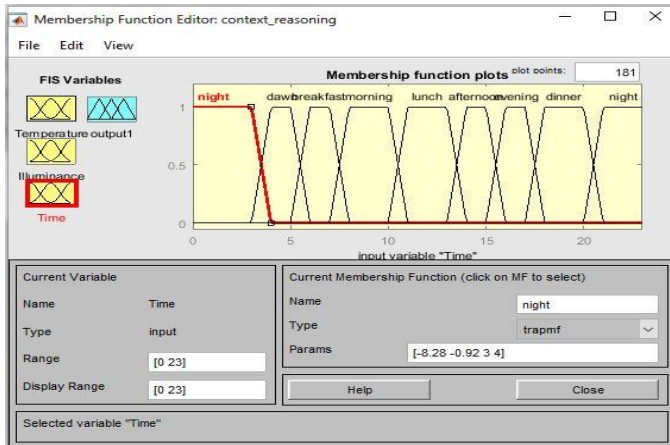 Membership Function Editor: context_reasoning
File Edit View
FIS Variables
Membership function plots
plot points:
181
night dawn breakfast morning lunch afternoon evening dinner night
Temperature output1
Illuminance
Time
1
0.5
0
0 5 10 15 20
input variable "Time"
Current Variable
Name Time
Type input
Range [0 23]
Display Range [0 23]
Current Membership Function (click on MF to select)
Name night
Type trapmf
Params [-8.28 -0.92 3 4]
Help Close
Selected variable "Time"